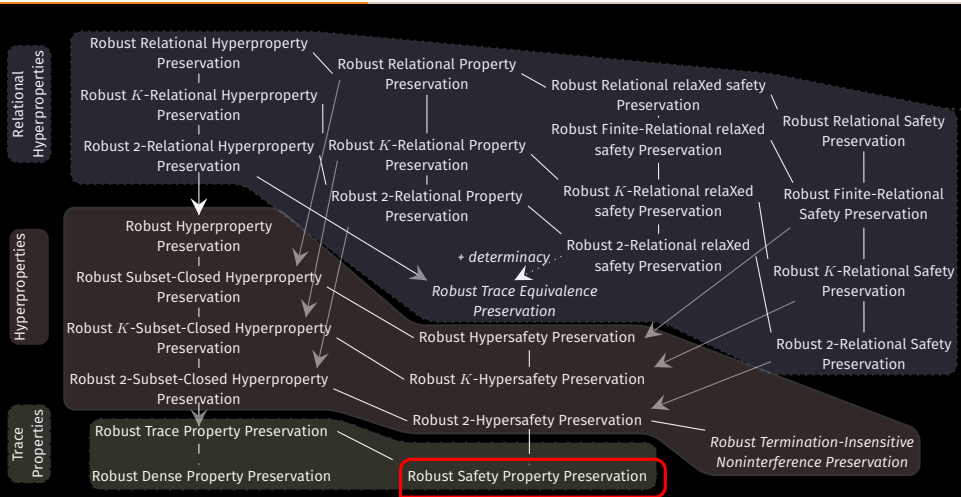 Relational
Hyperproperties
Robust Relational Hyperproperty
Preservation
Robust K-Relational Hyperproperty
Preservation
Robust 2-Relational Hyperproperty
Preservation
Robust Relational Property
Preservation
Robust K-Relational Property
Preservation
Robust 2-Relational Property
Preservation
Robust Relational relaXed safety
Preservation
Robust Finite-Relational relaXed
safety Preservation
Robust K-Relational relaXed
safety Preservation
Robust 2-Relational relaXed
safety Preservation
Robust Relational Safety
Preservation
Robust Finite-Relational
Safety Preservation
Robust K-Relational Safety
Preservation
Robust 2-Relational Safety
Preservation
+ determinacy
Robust Trace Equivalence
Preservation
Hyperproperties
Robust Hyperproperty
Preservation
Robust Subset-Closed Hyperproperty
Preservation
Robust K-Subset-Closed Hyperproperty
Preservation
Robust 2-Subset-Closed Hyperproperty
Preservation
Robust Hypersafety Preservation
Robust K-Hypersafety Preservation
Robust 2-Hypersafety Preservation
Robust Termination-Insensitive
Noninterference Preservation
Trace
Properties
Robust Trace Property Preservation
Robust Dense Property Preservation
Robust Safety Property Preservation